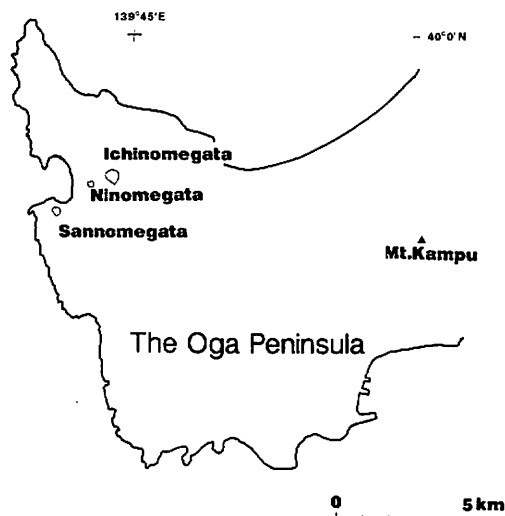 139°45'E
40°0'N
Ichinomegata
Ninomegata
Sannomegata
Mt.Kampu
The Oga Peninsula
0 5km